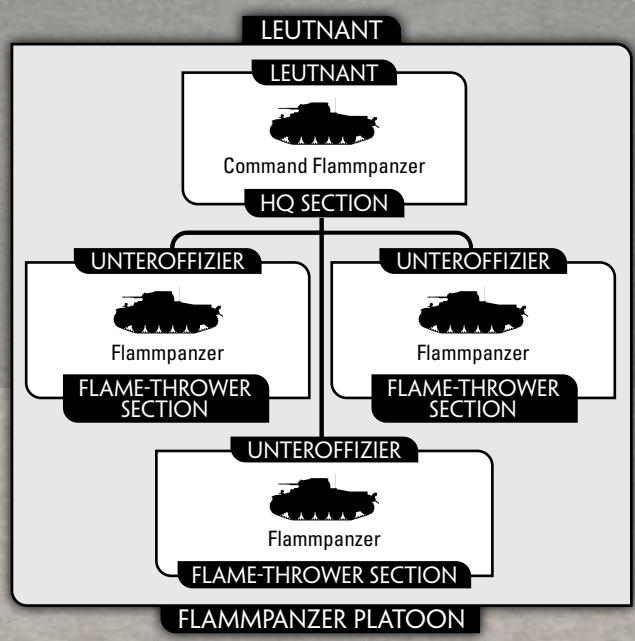 LEUTNANT
LEUTNANT
Command Flammpanzer
HQ SECTION
UNTEROFFIZIER
Flammpanzer
FLAME-THROWER
SECTION
UNTEROFFIZIER
Flammpanzer
FLAME-THROWER
SECTION
UNTEROFFIZIER
Flammpanzer
FLAME-THROWER SECTION
FLAMMPANZER PLATOON